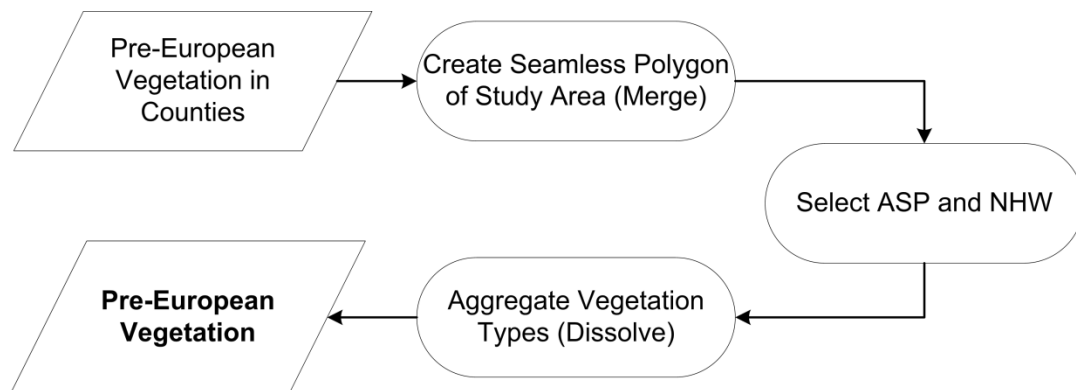 Pre-European
Vegetation in
Counties
Create Seamless Polygon
of Study Area (Merge)
Select ASP and NHW
Aggregate Vegetation
Types (Dissolve)
Pre-European
Vegetation